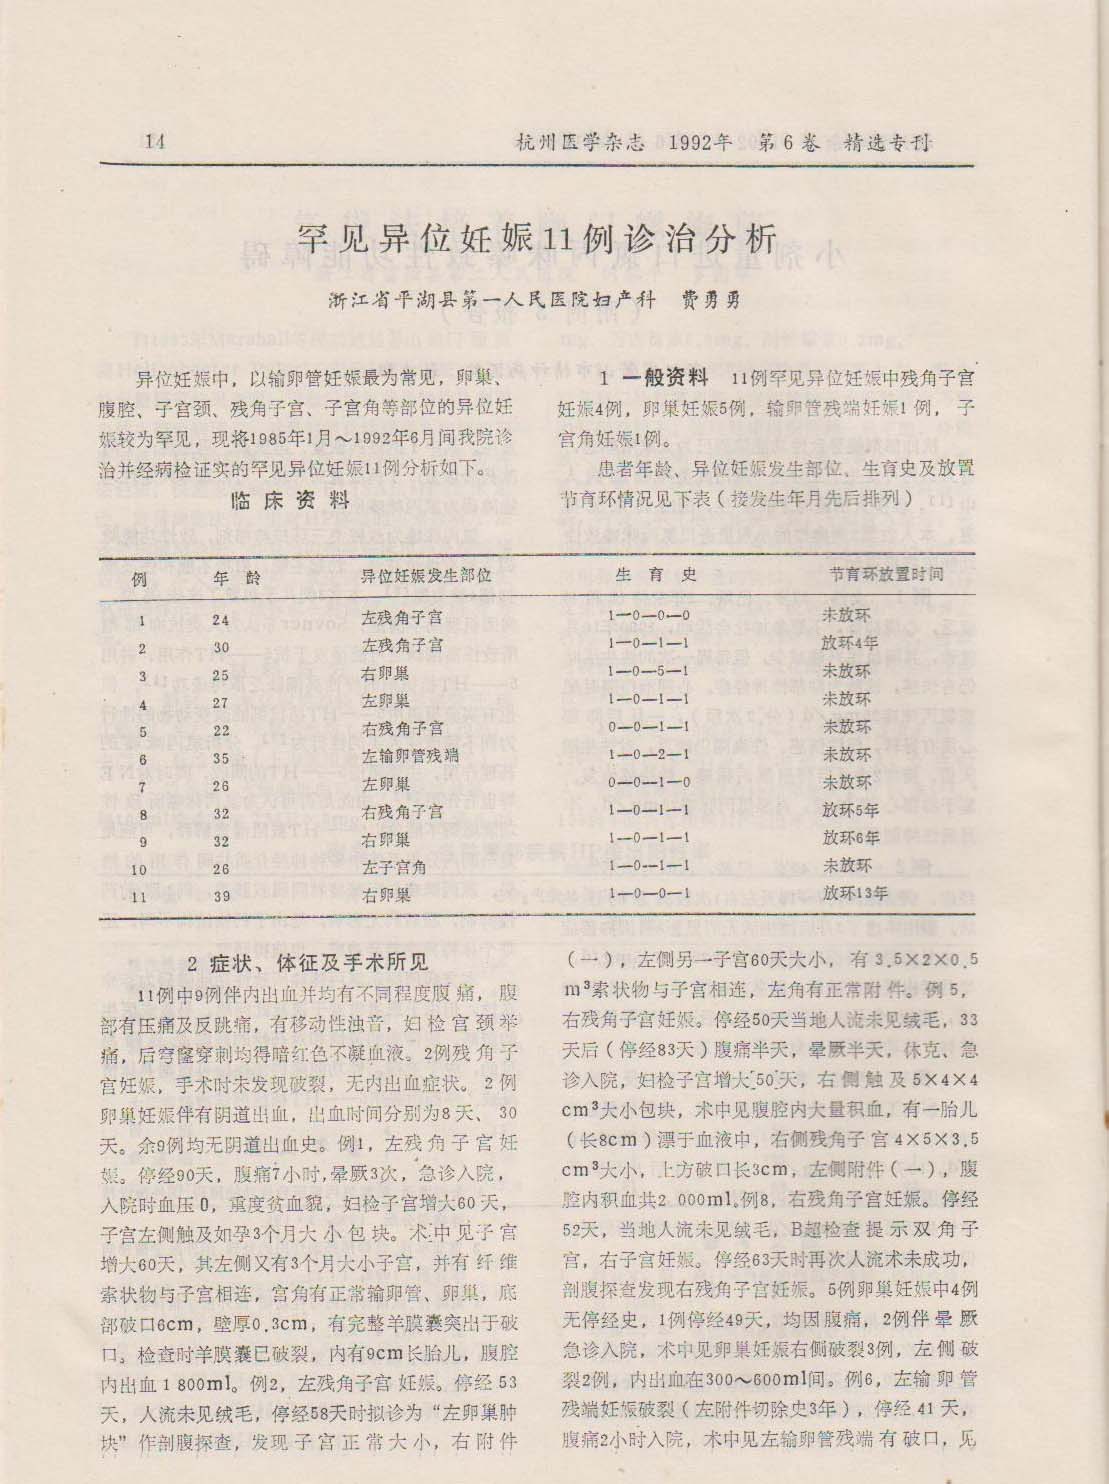 14
杭州医学杂志 1992年 第6卷 精选专刊
罕见异位妊娠11例诊治分析
浙江省平湖县第一人民医院妇产科 费勇勇
异位妊娠中，以输卵管妊娠最为常见，卵巢、
腹腔、子宫颈、残角子宫、子宫角等部位的异位妊
娠较为罕见，现将1985年1月～1992年6月间我院诊
治并经病检证实的罕见异位妊娠11例分析如下。
临床资料
1 一般资料 11例罕见异位妊娠中残角子宫
妊娠4例，卵巢妊娠5例，输卵管残端妊娠1例，子
宫角妊娠1例。
患者年龄、异位妊娠发生部位、生育史及放置
节育环情况见下表（按发生年月先后排列）
例 年龄 异位妊娠发生部位 生育史 节育环放置时间
1 24 左残角子宫 1—0—0—0 未放环
2 30 左残角子宫 1—0—1—1 放环4年
3 25 右卵巢 1—0—5—1 未放环
4 27 左卵巢 1—0—1—1 未放环
5 22 右残角子宫 0—0—1—1 未放环
6 35 左输卵管残端 1—0—2—1 未放环
7 26 左卵巢 0—0—1—0 未放环
8 32 右残角子宫 1—0—1—1 放环5年
9 32 右卵巢 1—0—1—1 放环6年
10 26 左子宫角 1—0—1—1 未放环
11 39 右卵巢 1—0—0—1 放环13年
2 症状、体征及手术所见
11例中9例伴内出血并均有不同程度腹痛，腹
部有压痛及反跳痛，有移动性浊音，妇检宫颈举
痛，后穹窿穿刺均得暗红色不凝血液。2例残角子
宫妊娠，手术时未发现破裂，无内出血症状。2例
卵巢妊娠伴有阴道出血，出血时间分别为8天、30
天。余9例均无阴道出血史。例1，左残角子宫妊
娠。停经90天，腹痛7小时，晕厥3次，急诊入院，
入院时血压0，重度贫血貌，妇检子宫增大60天，
子宫左侧触及如孕3个月大小包块。术中见子宫
增大60天，其左侧又有3个月大小子宫，并有纤维
索状物与子宫相连，宫角有正常输卵管、卵巢，底
部破口6cm，壁厚0.3cm，有完整羊膜囊突出于破
口。检查时羊膜囊已破裂，内有9cm长胎儿，腹腔
内出血1 800ml。例2，左残角子宫妊娠。停经53
天，人流未见绒毛，停经58天时拟诊为“左卵巢肿
块”作剖腹探查，发现子宫正常大小，右附件
（一），左侧另一子宫60天大小，有3.5×2×0.5
m³索状物与子宫相连，左角有正常附件。例5，
右残角子宫妊娠。停经50天当地人流未见绒毛，33
天后（停经83天）腹痛半天，晕厥半天，休克、急
诊入院，妇检子宫增大50天，右侧触及5×4×4
cm³大小包块，术中见腹腔内大量积血，有一胎儿
（长8cm）漂于血液中，右侧残角子宫4×5×3.5
cm³大小，上方破口长3cm，左侧附件（一），腹
腔内积血共2 000ml。例8，右残角子宫妊娠。停经
52天，当地人流未见绒毛，B超检查提示双角子
宫，右子宫妊娠。停经63天时再次人流术未成功，
剖腹探查发现右残角子宫妊娠。5例卵巢妊娠中4例
无停经史，1例停经49天，均因腹痛，2例伴晕厥
急诊入院，术中见卵巢妊娠右侧破裂3例，左侧破
裂2例，内出血在300～600ml间。例6，左输卵管
残端妊娠破裂（左附件切除史3年），停经41天，
腹痛2小时入院，术中见左输卵管残端有破口，见